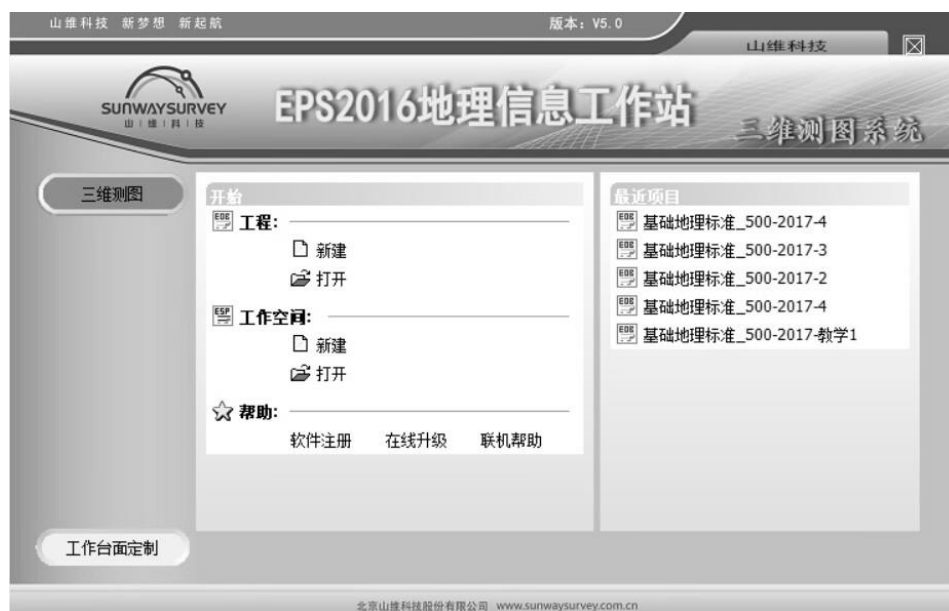 山维科技 新梦想 新起航
版本：V5.0
山维科技
SUNWAYSURVEY
山|维|科|技
EPS2016地理信息工作站
三维测图系统
三维测图
开始
EOE 工程：
新建
打开
ESP 工作空间：
新建
打开
帮助：
软件注册 在线升级 联机帮助
最近项目
EOE 基础地理标准_500-2017-4
EOE 基础地理标准_500-2017-3
EOE 基础地理标准_500-2017-2
EOE 基础地理标准_500-2017-4
EOE 基础地理标准_500-2017-教学1
工作台面定制
北京山维科技股份有限公司 www.sunwaysurvey.com.cn